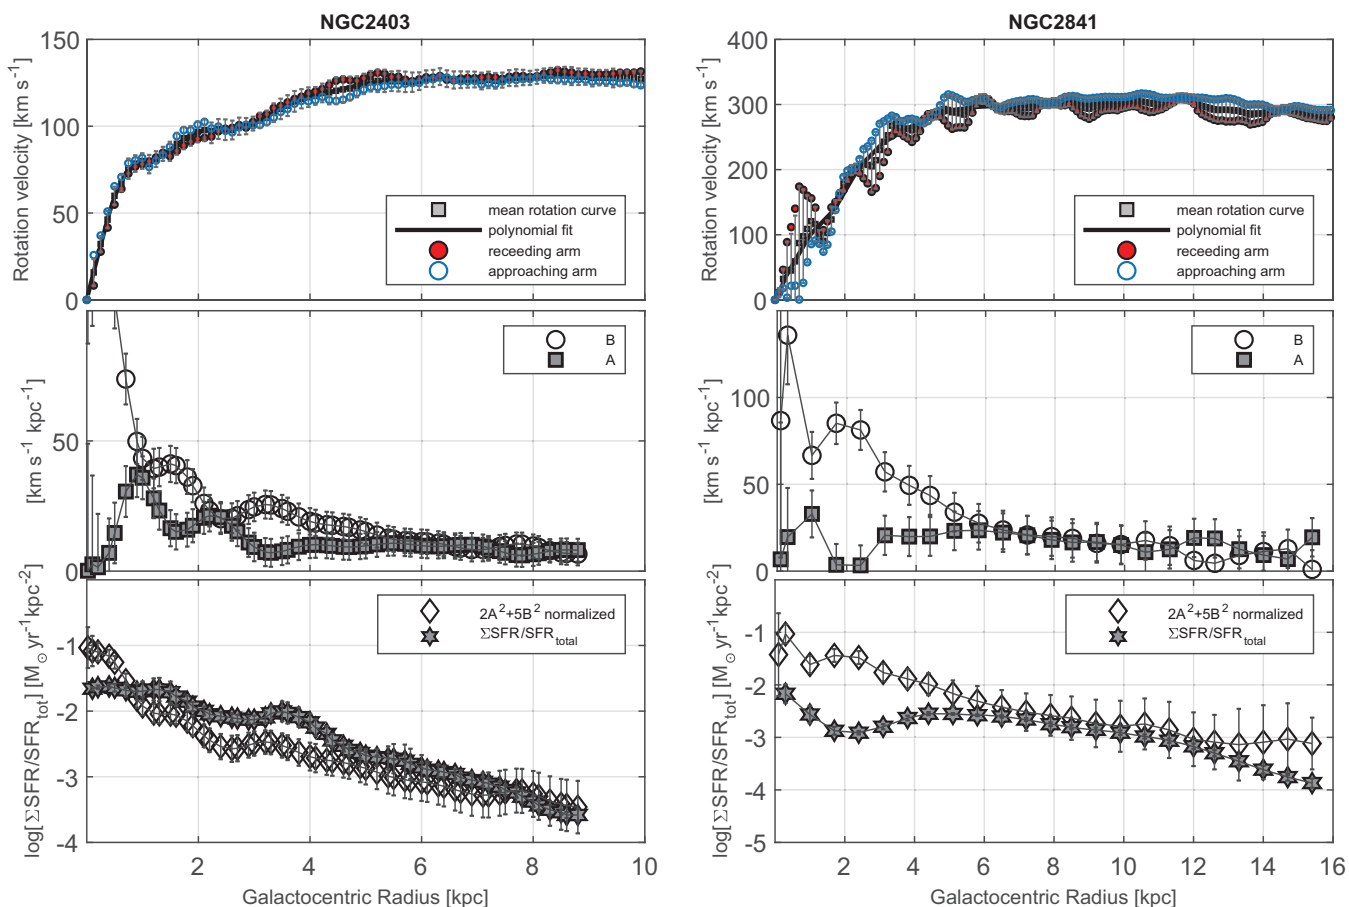 NGC2403
150
100
50
0
Rotation velocity [km s-1]
mean rotation curve
polynomial fit
receeding arm
approaching arm
50
0
[km s-1 kpc-1]
B
A
-1
-2
-3
-4
log[ΣSFR/SFRtot] [M⊙ yr-1kpc-2]
2A2+5B2 normalized
ΣSFR/SFRtotal
2 4 6 8 10
Galactocentric Radius [kpc]
NGC2841
400
300
200
100
0
Rotation velocity [km s-1]
mean rotation curve
polynomial fit
receeding arm
approaching arm
100
50
0
[km s-1 kpc-1]
B
A
-1
-2
-3
-4
-5
log[ΣSFR/SFRtot] [M⊙ yr-1kpc-2]
2A2+5B2 normalized
ΣSFR/SFRtotal
2 4 6 8 10 12 14 16
Galactocentric Radius [kpc]